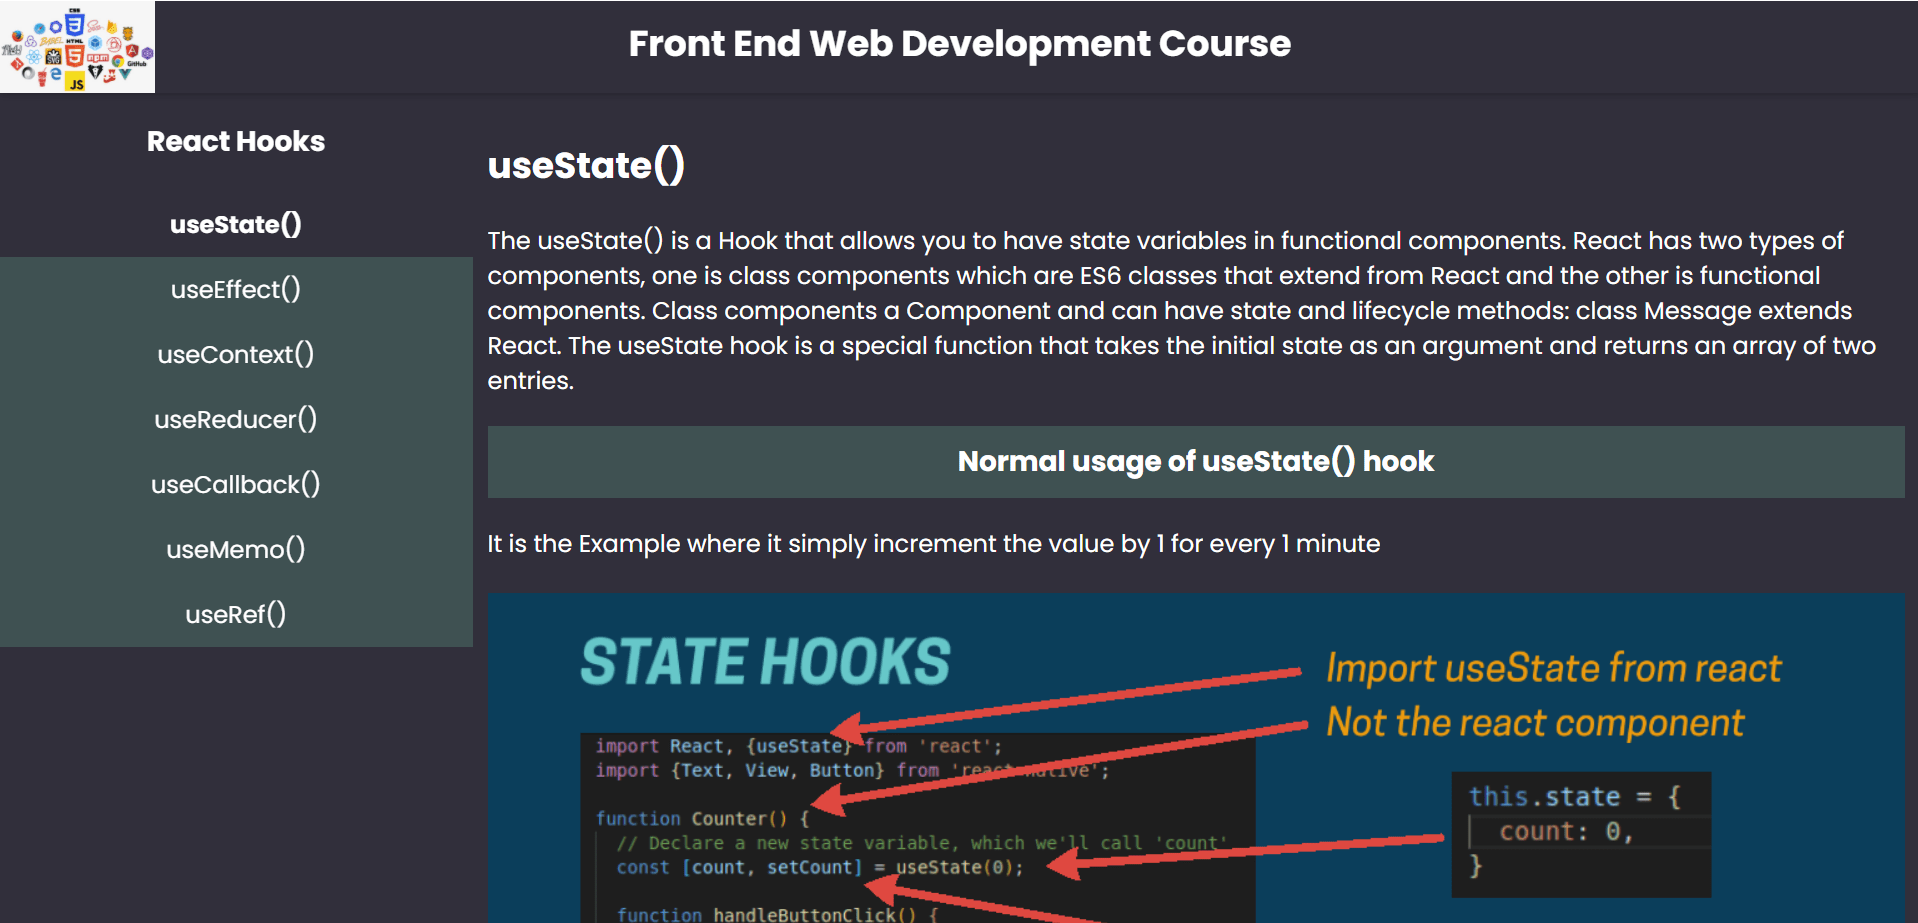 CSS
HTML
npm
GitHub
JS
Front End Web Development Course
React Hooks
useState()
useEffect()
useContext()
useReducer()
useCallback()
useMemo()
useRef()
useState()
The useState() is a Hook that allows you to have state variables in functional components. React has two types of
components, one is class components which are ES6 classes that extend from React and the other is functional
components. Class components a Component and can have state and lifecycle methods: class Message extends
React. The useState hook is a special function that takes the initial state as an argument and returns an array of two
entries.
Normal usage of useState() hook
It is the Example where it simply increment the value by 1 for every 1 minute
STATE HOOKS
Import useState from react
Not the react component
import React, {useState} from 'react';
import {Text, View, Button} from 'react-native';
function Counter() {
// Declare a new state variable, which we'll call 'count'
const [count, setCount] = useState(0);
function handleButtonClick() {
this.state = {
count: 0,
}